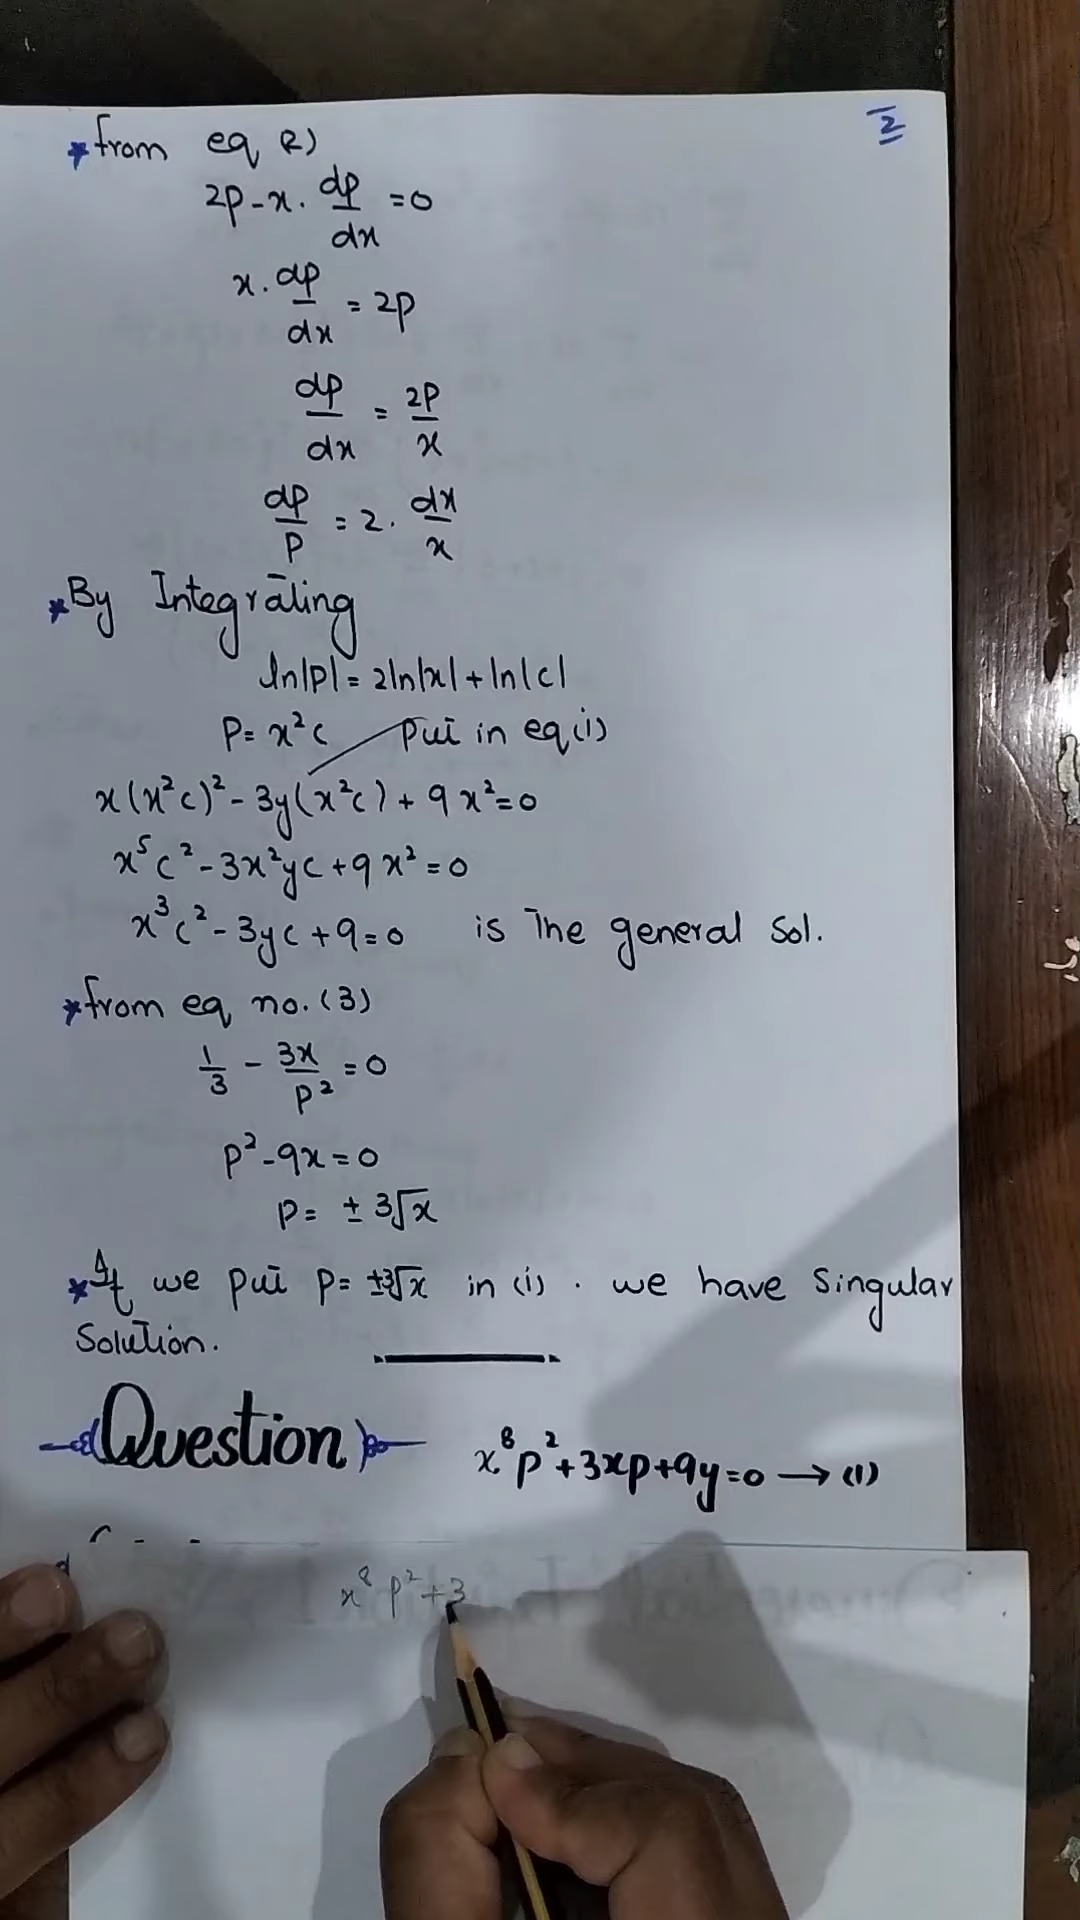 2
*from eq (2)
2p - x . dp/dx = 0
x . dp/dx = 2p
dp/dx = 2p/x
dp/p = 2 . dx/x
*By Integrating
ln|p| = 2ln|x| + ln|c|
P = x²c put in eq (i)
x(x²c)² - 3y(x²c) + 9x² = 0
x⁵c² - 3x²yc + 9x² = 0
x³c² - 3yc + 9 = 0 is the general sol.
*from eq no. (3)
1/3 - 3x/p² = 0
p² - 9x = 0
p = ± 3√x
*If we put p = ±3√x in (i) . we have singular
solution.
Question x⁸p² + 3xp + 9y = 0 → (1)
x⁸ p² + 3